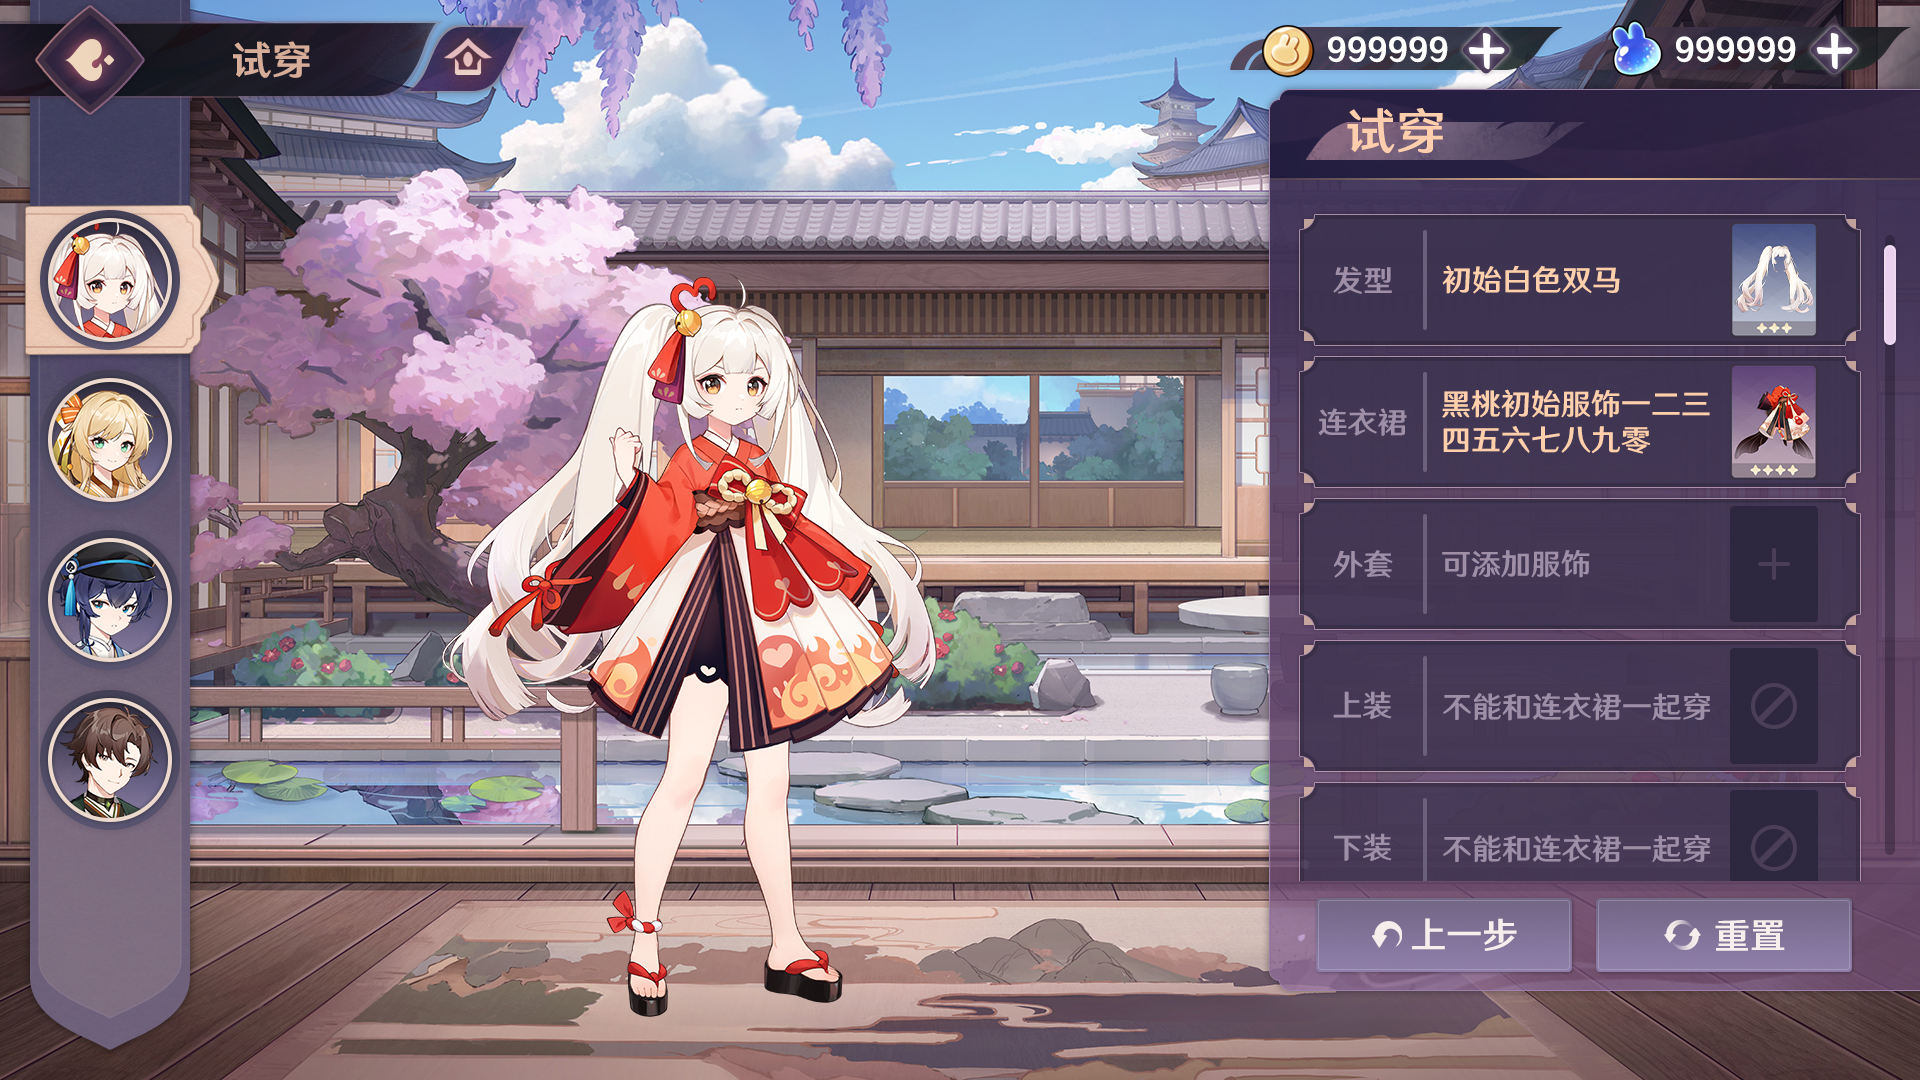 试穿
999999
999999
试穿
发型
初始白色双马
连衣裙
黑桃初始服饰一二三
四五六七八九零
外套
可添加服饰
上装
不能和连衣裙一起穿
下装
不能和连衣裙一起穿
上一步
重置